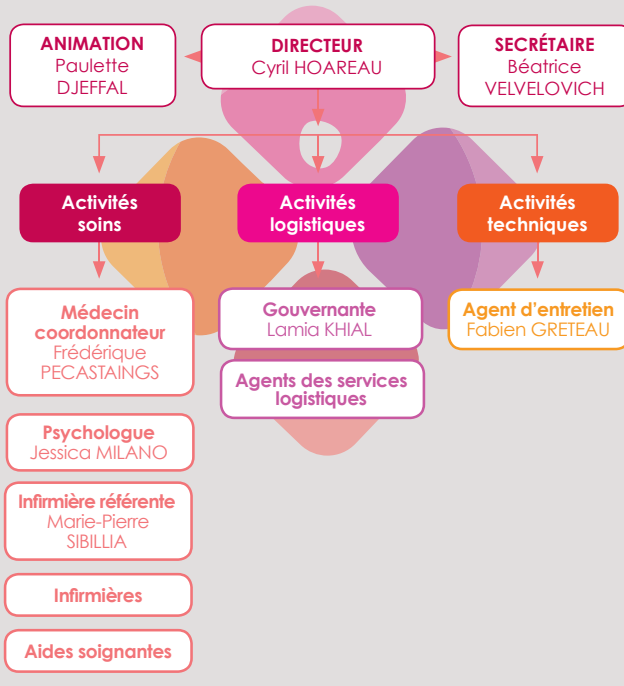 ANIMATION
Paulette
DJEFFAL
DIRECTEUR
Cyril HOAREAU
SECRÉTAIRE
Béatrice
VELVELOVICH
Activités
soins
Activités
logistiques
Activités
techniques
Médecin
coordonnateur
Frédérique
PECASTAINGS
Psychologue
Jessica MILANO
Infirmière référente
Marie-Pierre
SIBILLIA
Infirmières
Aides soignantes
Gouvernante
Lamia KHIAL
Agents des services
logistiques
Agent d'entretien
Fabien GRETEAU